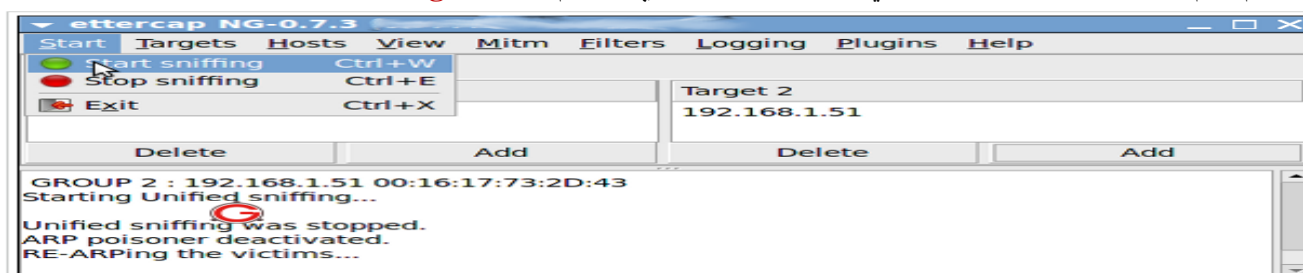 ettercap NG-0.7.3
Start Targets Hosts View Mitm Filters Logging Plugins Help
Start sniffing Ctrl+W
Stop sniffing Ctrl+E
Exit Ctrl+X
Target 2
192.168.1.51
Delete Add Delete Add
GROUP 2 : 192.168.1.51 00:16:17:73:2D:43
Starting Unified sniffing...
Unified sniffing was stopped.
ARP poisoner deactivated.
RE-ARPing the victims...